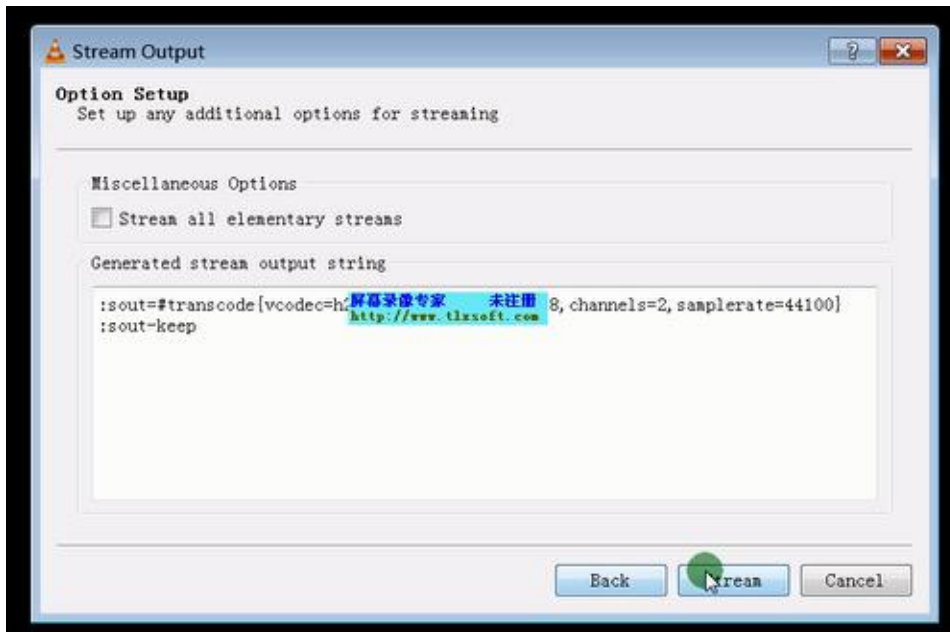 Stream Output
Option Setup
Set up any additional options for streaming
Miscellaneous Options
Stream all elementary streams
Generated stream output string
:sout=#transcode{vcodec=h2 屏幕录像专家 未注册 8,channels=2,samplerate=44100}
http://www.tlxsoft.com
:sout-keep
Back Stream Cancel